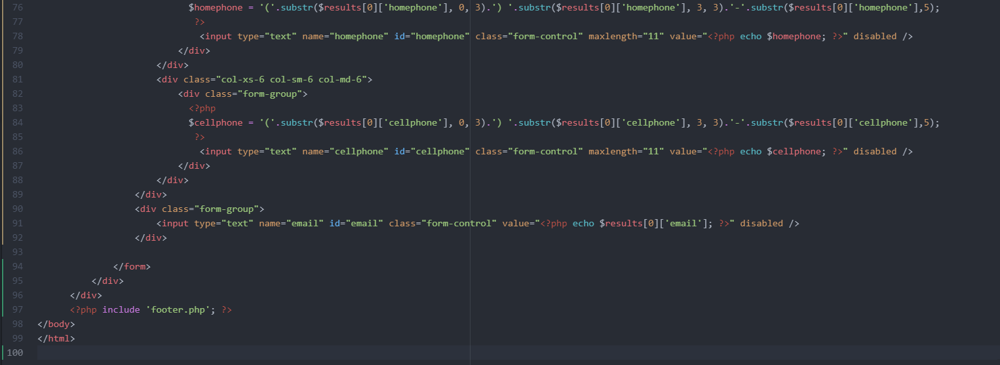 76 $homephone = '('.substr($results[0]['homephone'], 0, 3).') '.substr($results[0]['homephone'], 3, 3).'-'.substr($results[0]['homephone'],5);
77 ?>
78 <input type="text" name="homephone" id="homephone" class="form-control" maxlength="11" value="<?php echo $homephone; ?>" disabled />
79 </div>
80 </div>
81 <div class="col-xs-6 col-sm-6 col-md-6">
82 <div class="form-group">
83 <?php
84 $cellphone = '('.substr($results[0]['cellphone'], 0, 3).') '.substr($results[0]['cellphone'], 3, 3).'-'.substr($results[0]['cellphone'],5);
85 ?>
86 <input type="text" name="cellphone" id="cellphone" class="form-control" maxlength="11" value="<?php echo $cellphone; ?>" disabled />
87 </div>
88 </div>
89 </div>
90 <div class="form-group">
91 <input type="text" name="email" id="email" class="form-control" value="<?php echo $results[0]['email']; ?>" disabled />
92 </div>
93
94 </form>
95 </div>
96 </div>
97 <?php include 'footer.php'; ?>
98 </body>
99 </html>
100